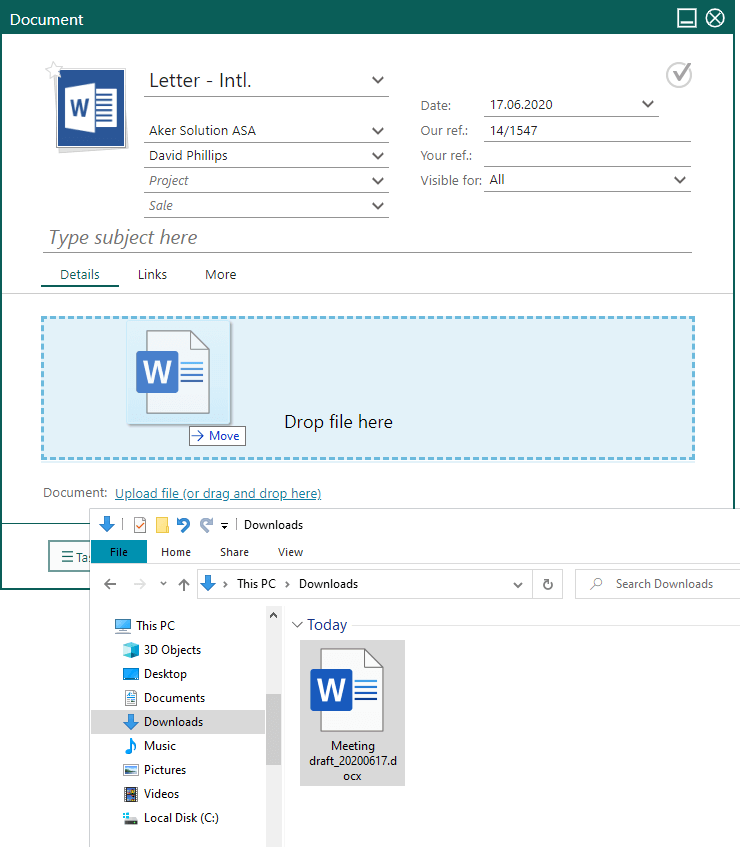 Document
Letter - Intl.
Aker Solution ASA
David Phillips
Project
Sale
Date: 17.06.2020
Our ref.: 14/1547
Your ref.:
Visible for: All
Type subject here
Details Links More
W
Drop file here
Move
Document: Upload file (or drag and drop here)
Tas
Downloads
File Home Share View
This PC Downloads
Search Downloads
This PC
3D Objects
Desktop
Documents
Downloads
Music
Pictures
Videos
Local Disk (C:)
Today
W
Meeting
draft_20200617.d
ocx